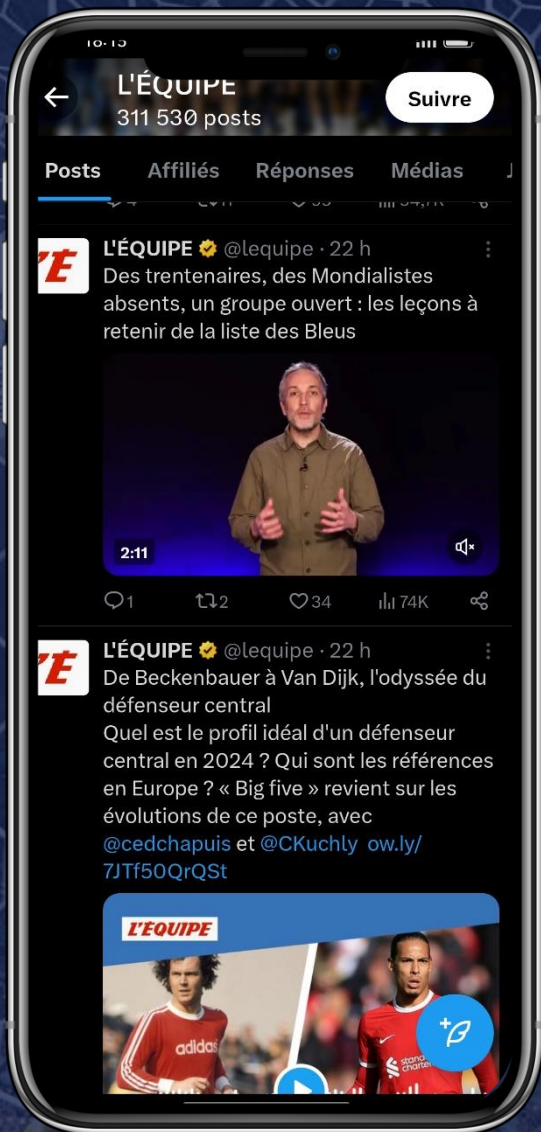 L'ÉQUIPE
311 530 posts
Suivre
Posts Affiliés Réponses Médias
L'ÉQUIPE @lequipe · 22 h
Des trentenaires, des Mondialistes
absents, un groupe ouvert : les leçons à
retenir de la liste des Bleus
2:11
1 2 34 74K
L'ÉQUIPE @lequipe · 22 h
De Beckenbauer à Van Dijk, l'odyssée du
défenseur central
Quel est le profil idéal d'un défenseur
central en 2024 ? Qui sont les références
en Europe ? « Big five » revient sur les
évolutions de ce poste, avec
@cedchapuis et @CKuchly ow.ly/
7JTf50QrQSt
L'ÉQUIPE
adidas